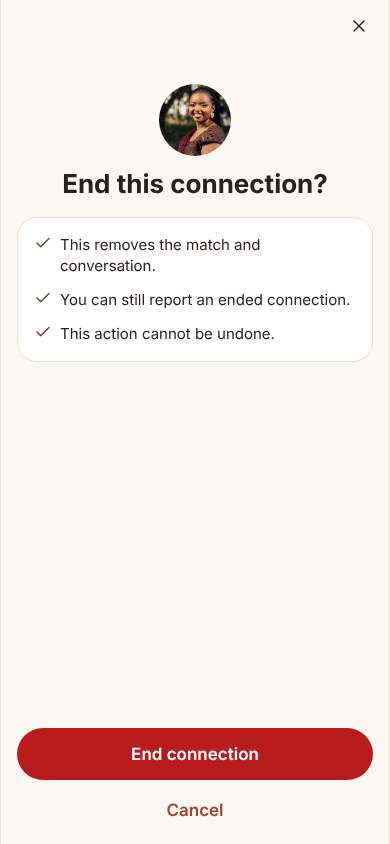 End this connection?
This removes the match and
conversation.
You can still report an ended connection.
This action cannot be undone.
End connection
Cancel